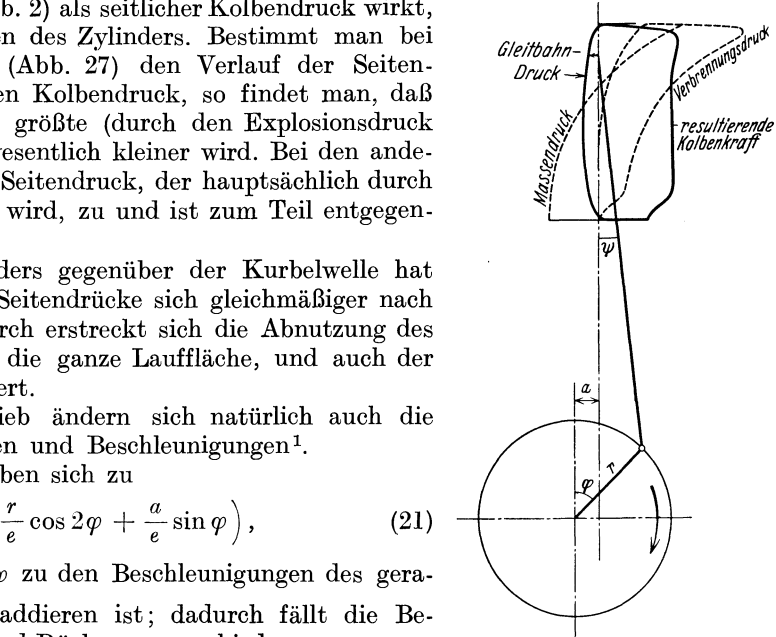 b. 2) als seitlicher Kolbendruck wirkt,
en des Zylinders. Bestimmt man bei
(Abb. 27) den Verlauf der Seiten-
en Kolbendruck, so findet man, daß
größte (durch den Explosionsdruck
wesentlich kleiner wird. Bei den ande-
Seitendruck, der hauptsächlich durch
wird, zu und ist zum Teil entgegen-
ders gegenüber der Kurbelwelle hat
Seitendrücke sich gleichmäßiger nach
rch erstreckt sich die Abnutzung des
die ganze Lauffläche, und auch der
ert.
ieb ändern sich natürlich auch die
en und Beschleunigungen¹.
ben sich zu
r/e cos 2φ + a/e sin φ ) , (21)
φ zu den Beschleunigungen des gera-
addieren ist; dadurch fällt die Be-
Gleitbahn-
Druck
Verbrennungsdruck
Massendruck
resultierende
Kolbenkraft
ψ
a
φ
r